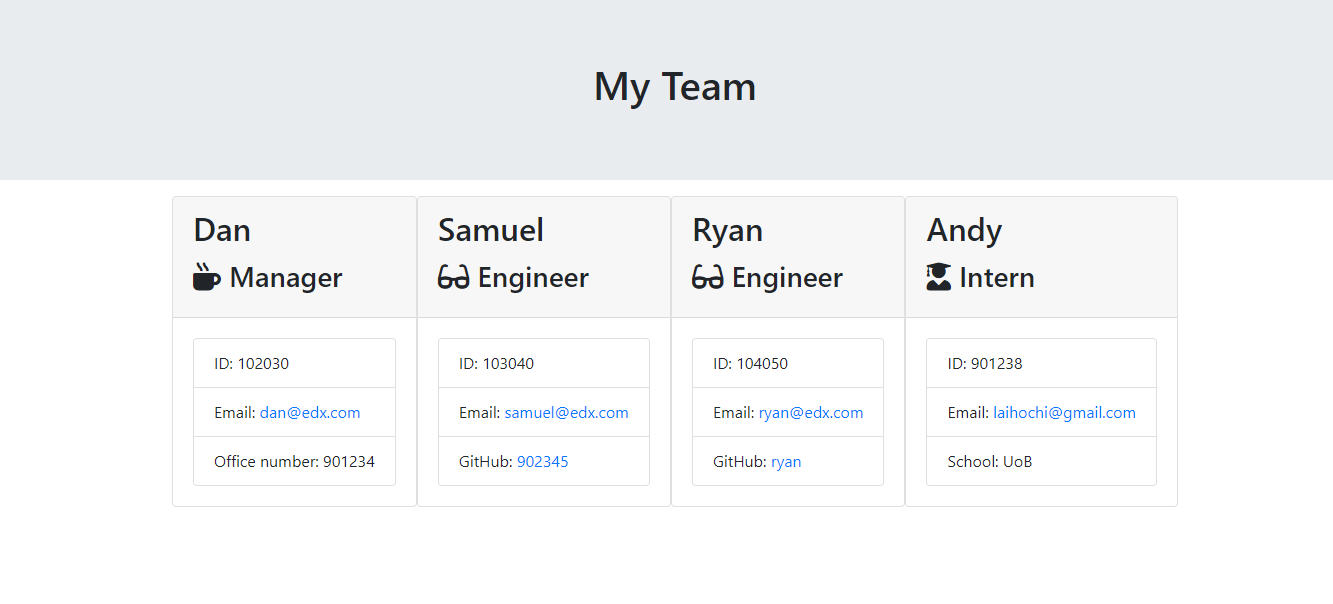 My Team
Dan
Manager
ID: 102030
Email: dan@edx.com
Office number: 901234
Samuel
Engineer
ID: 103040
Email: samuel@edx.com
GitHub: 902345
Ryan
Engineer
ID: 104050
Email: ryan@edx.com
GitHub: ryan
Andy
Intern
ID: 901238
Email: laihochi@gmail.com
School: UoB